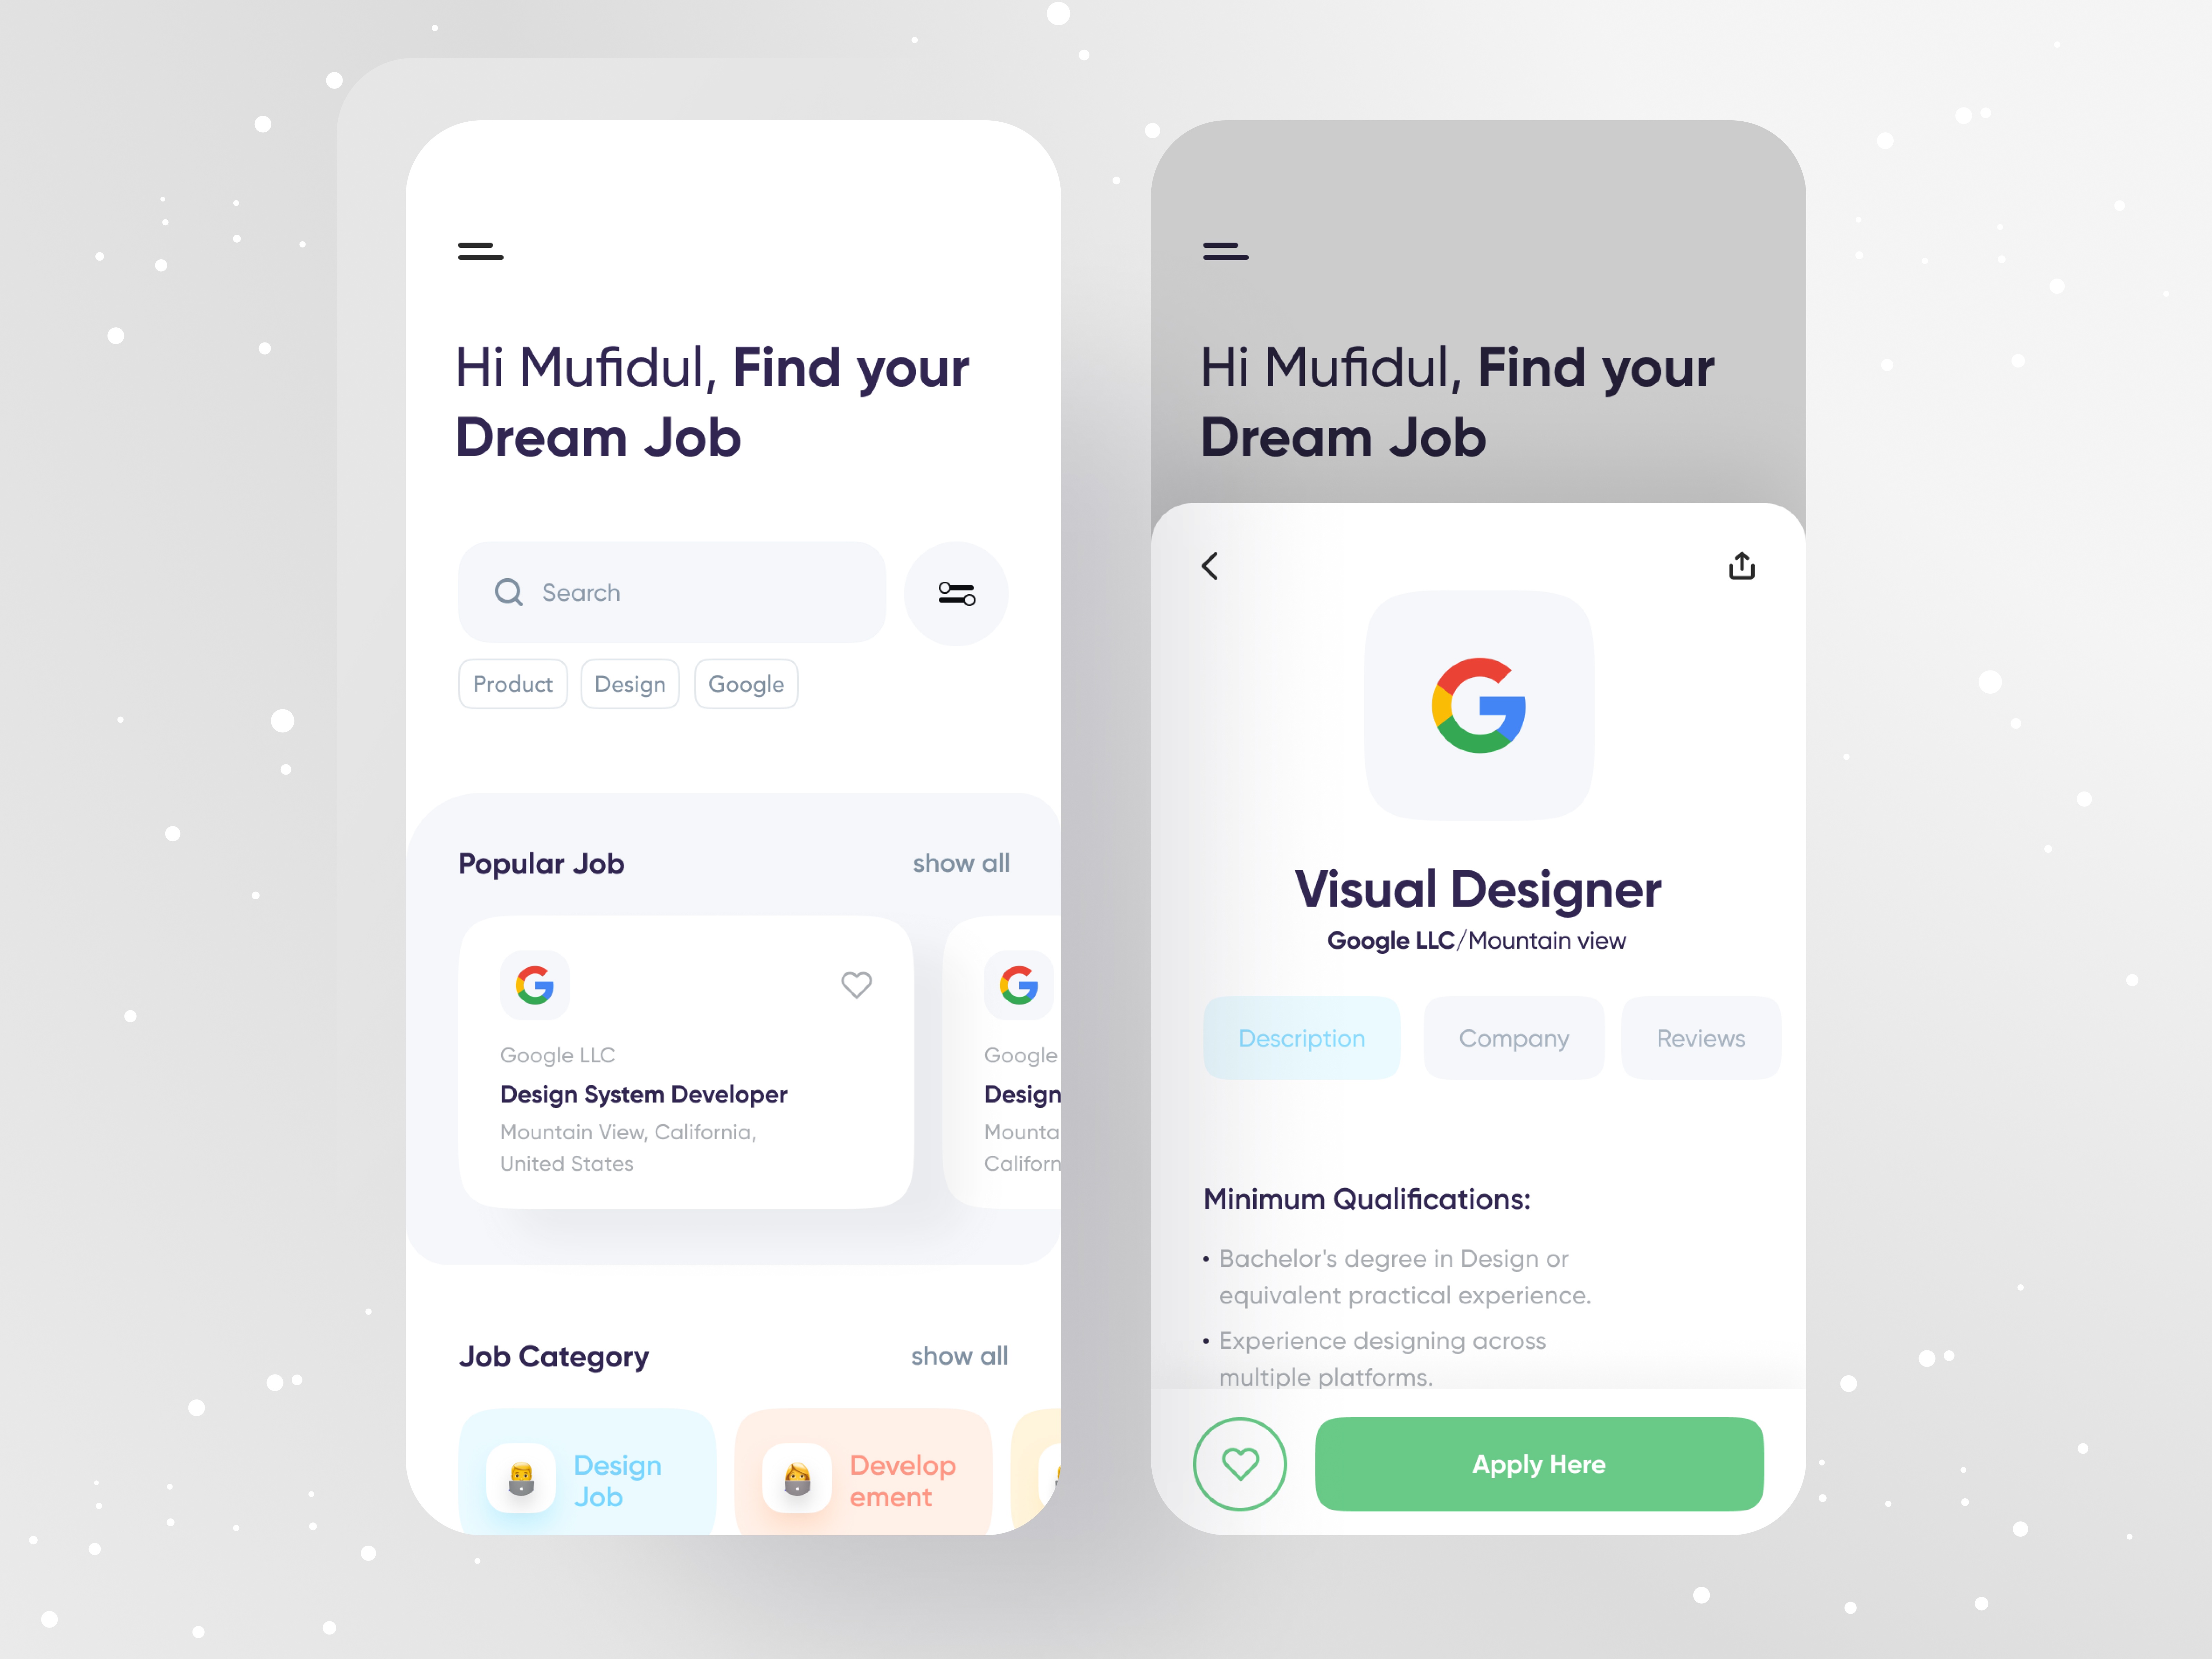 Hi Mufidul, Find your
Dream Job
Search
Product
Design
Google
Popular Job
show all
Google LLC
Design System Developer
Mountain View, California,
United States
Google
Design
Mounta
Californ
Job Category
show all
Design
Job
Develop
ement
Hi Mufidul, Find your
Dream Job
Visual Designer
Google LLC/Mountain view
Description
Company
Reviews
Minimum Qualifications:
• Bachelor's degree in Design or
equivalent practical experience.
• Experience designing across
multiple platforms.
Apply Here